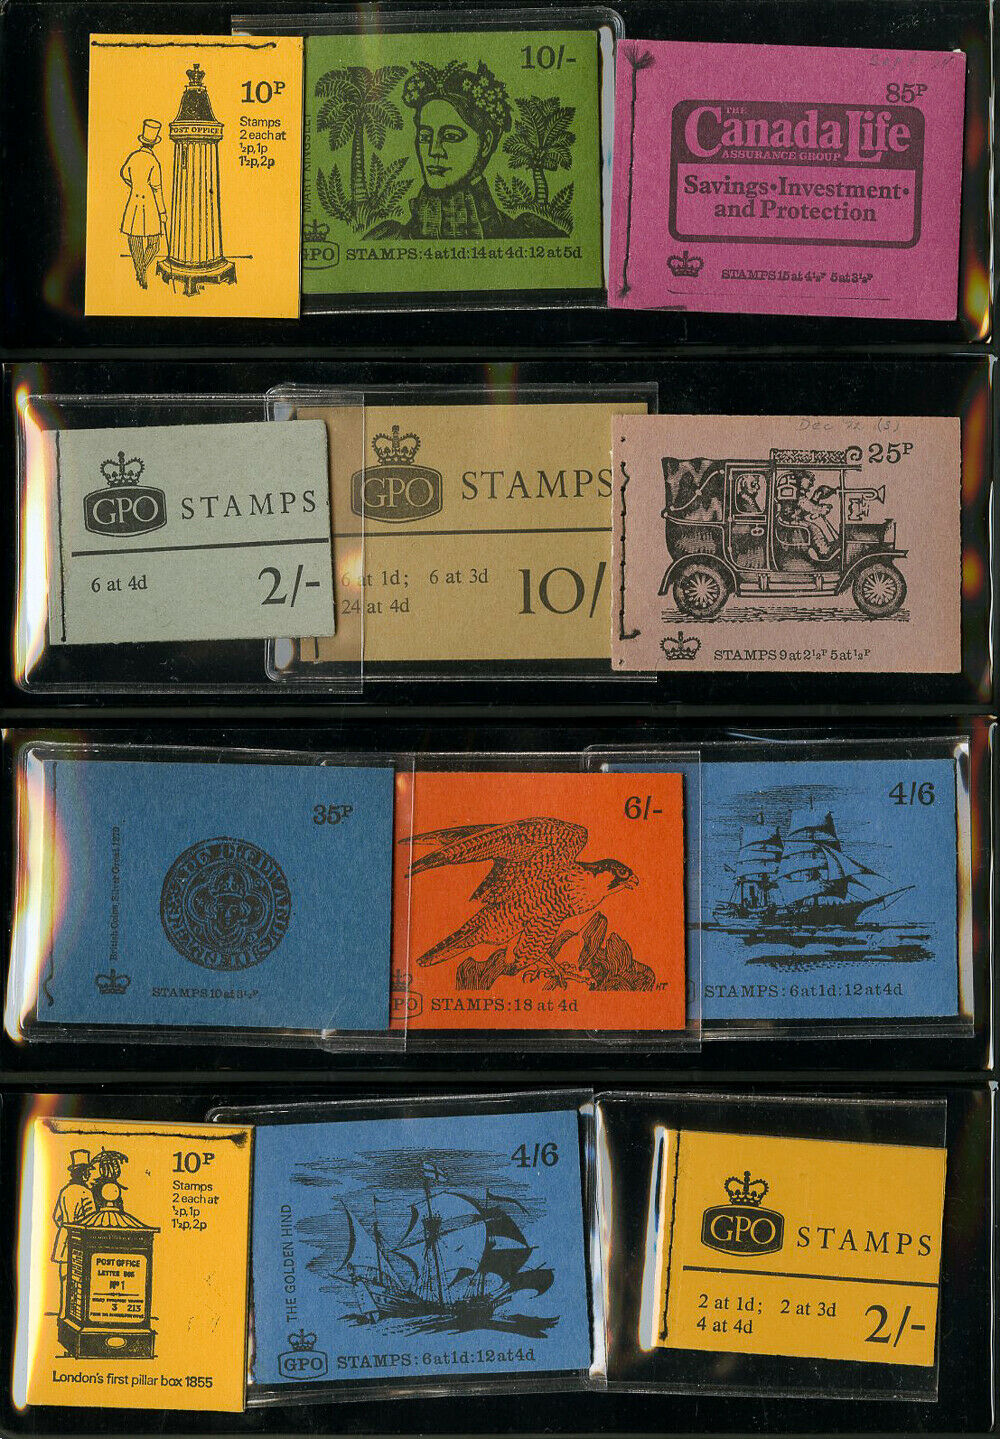 10P
Stamps
2 each at
½p, 1p
1½p, 2p
POST OFFICE
10/-
GPO STAMPS: 4 at 1d: 14 at 4d: 12 at 5d
85P
THE
Canada Life
ASSURANCE GROUP
Savings•Investment•
and Protection
STAMPS 15 at 4½P 5 at 3½P
GPO STAMPS
6 at 4d
2/-
GPO STAMPS
6 at 1d; 6 at 3d
24 at 4d
10/
Dec 72 (s)
25P
STAMPS 9 at 2½P 5 at ½P
35P
STAMPS 10 at 3½P
6/-
HT
PO STAMPS: 18 at 4d
4/6
STAMPS: 6 at 1d: 12 at 4d
10P
Stamps
2 each at
½p, 1p
1½p, 2p
POST OFFICE
LETTER BOX
Nº 1
3 213
London's first pillar box 1855
4/6
THE GOLDEN HIND
GPO STAMPS: 6 at 1d: 12 at 4d
GPO STAMPS
2 at 1d; 2 at 3d
4 at 4d
2/-